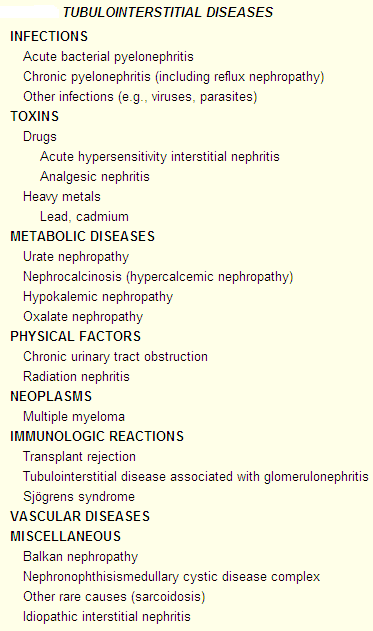 TUBULOINTERSTITIAL DISEASES
INFECTIONS
Acute bacterial pyelonephritis
Chronic pyelonephritis (including reflux nephropathy)
Other infections (e.g., viruses, parasites)
TOXINS
Drugs
Acute hypersensitivity interstitial nephritis
Analgesic nephritis
Heavy metals
Lead, cadmium
METABOLIC DISEASES
Urate nephropathy
Nephrocalcinosis (hypercalcemic nephropathy)
Hypokalemic nephropathy
Oxalate nephropathy
PHYSICAL FACTORS
Chronic urinary tract obstruction
Radiation nephritis
NEOPLASMS
Multiple myeloma
IMMUNOLOGIC REACTIONS
Transplant rejection
Tubulointerstitial disease associated with glomerulonephritis
Sjögrens syndrome
VASCULAR DISEASES
MISCELLANEOUS
Balkan nephropathy
Nephronophthisismedullary cystic disease complex
Other rare causes (sarcoidosis)
Idiopathic interstitial nephritis